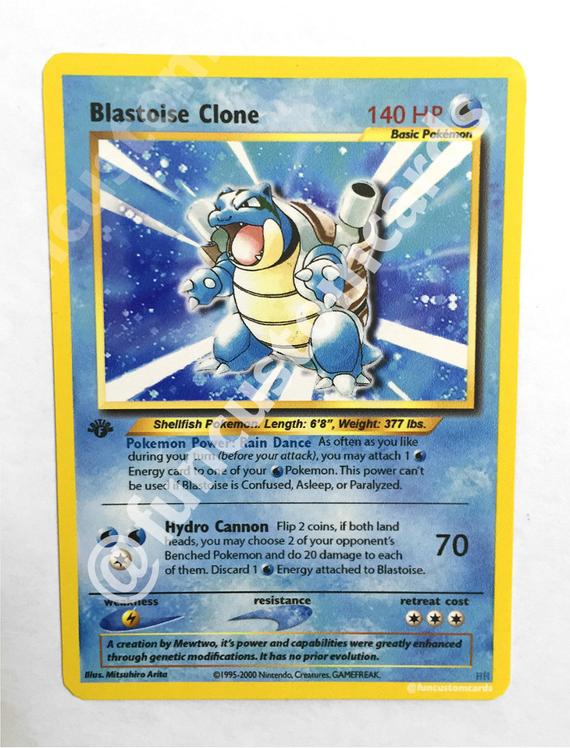 Blastoise Clone 140 HP
Basic Pokémon
Shellfish Pokemon. Length: 6'8", Weight: 377 lbs.
Pokemon Power: Rain Dance As often as you like
during your turn (before your attack), you may attach 1
Energy card to one of your Pokemon. This power can't
be used if Blastoise is Confused, Asleep, or Paralyzed.
Hydro Cannon Flip 2 coins, if both land
heads, you may choose 2 of your opponent's
Benched Pokemon and do 20 damage to each
of them. Discard 1 Energy attached to Blastoise.
70
weakness resistance retreat cost
A creation by Mewtwo, it's power and capabilities were greatly enhanced
through genetic modifications. It has no prior evolution.
Illus. Mitsuhiro Arita ©1995-2000 Nintendo, Creatures, GAMEFREAK.
@funcustomcards
@funcustomcards